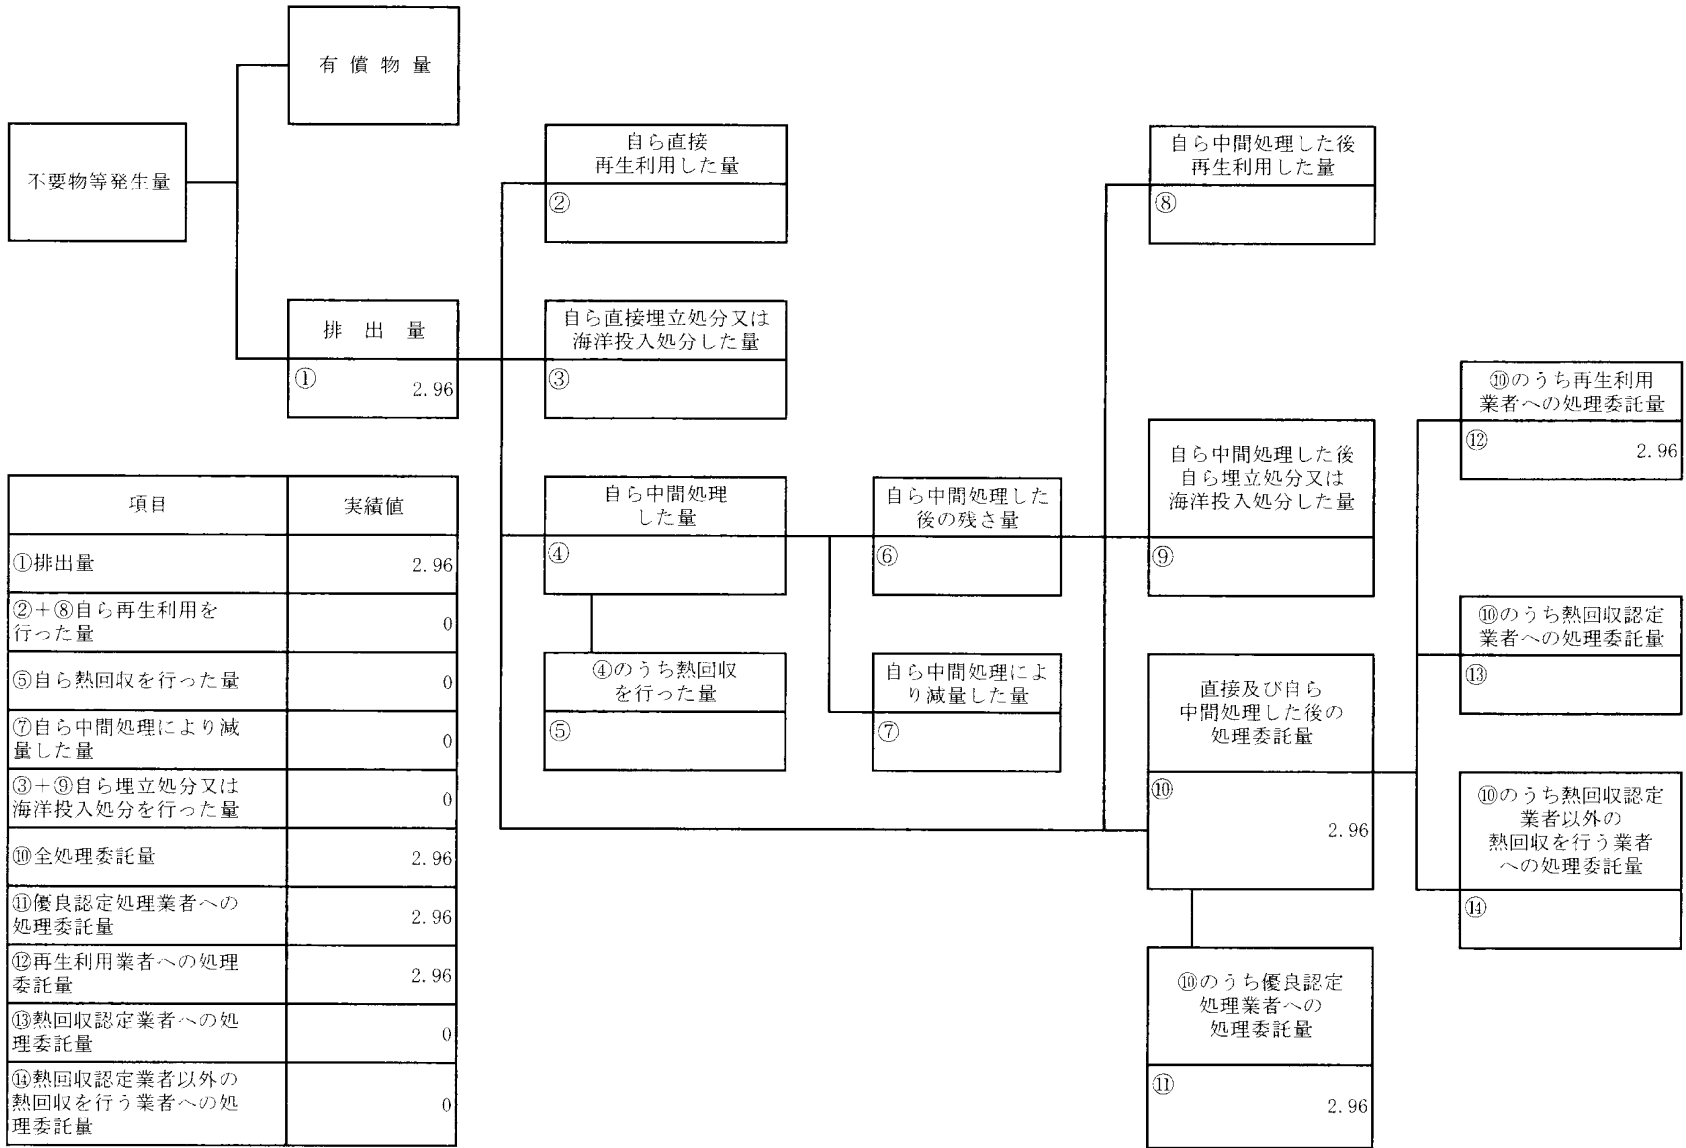 有償物量
不要物等発生量
排出量
①
2.96
自ら直接
再生利用した量
②
自ら直接埋立処分又は
海洋投入処分した量
③
自ら中間処理
した量
④
④のうち熱回収
を行った量
⑤
自ら中間処理した
後の残さ量
⑥
自ら中間処理によ
り減量した量
⑦
自ら中間処理した後
再生利用した量
⑧
自ら中間処理した後
自ら埋立処分又は
海洋投入処分した量
⑨
直接及び自ら
中間処理した後の
処理委託量
⑩
2.96
⑩のうち優良認定
処理業者への
処理委託量
⑪
2.96
⑩のうち再生利用
業者への処理委託量
⑫
2.96
⑩のうち熱回収認定
業者への処理委託量
⑬
⑩のうち熱回収認定
業者以外の
熱回収を行う業者
への処理委託量
⑭
項目 実績値
①排出量 2.96
②+⑧自ら再生利用を
行った量 0
⑤自ら熱回収を行った量 0
⑦自ら中間処理により減
量した量 0
③+⑨自ら埋立処分又は
海洋投入処分を行った量 0
⑩全処理委託量 2.96
⑪優良認定処理業者への
処理委託量 2.96
⑫再生利用業者への処理
委託量 2.96
⑬熱回収認定業者への処
理委託量 0
⑭熱回収認定業者以外の
熱回収を行う業者への処
理委託量 0